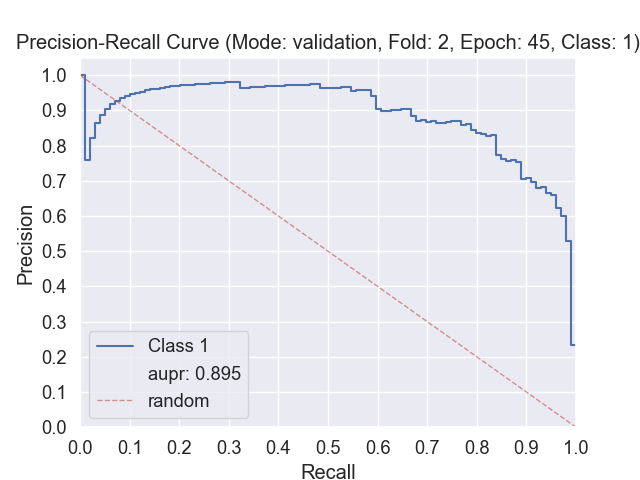 Precision-Recall Curve (Mode: validation, Fold: 2, Epoch: 45, Class: 1)
1.0
0.9
0.8
0.7
0.6
0.5
0.4
0.3
0.2
0.1
0.0
Precision
Class 1
aupr: 0.895
random
0.0 0.1 0.2 0.3 0.4 0.5 0.6 0.7 0.8 0.9 1.0
Recall